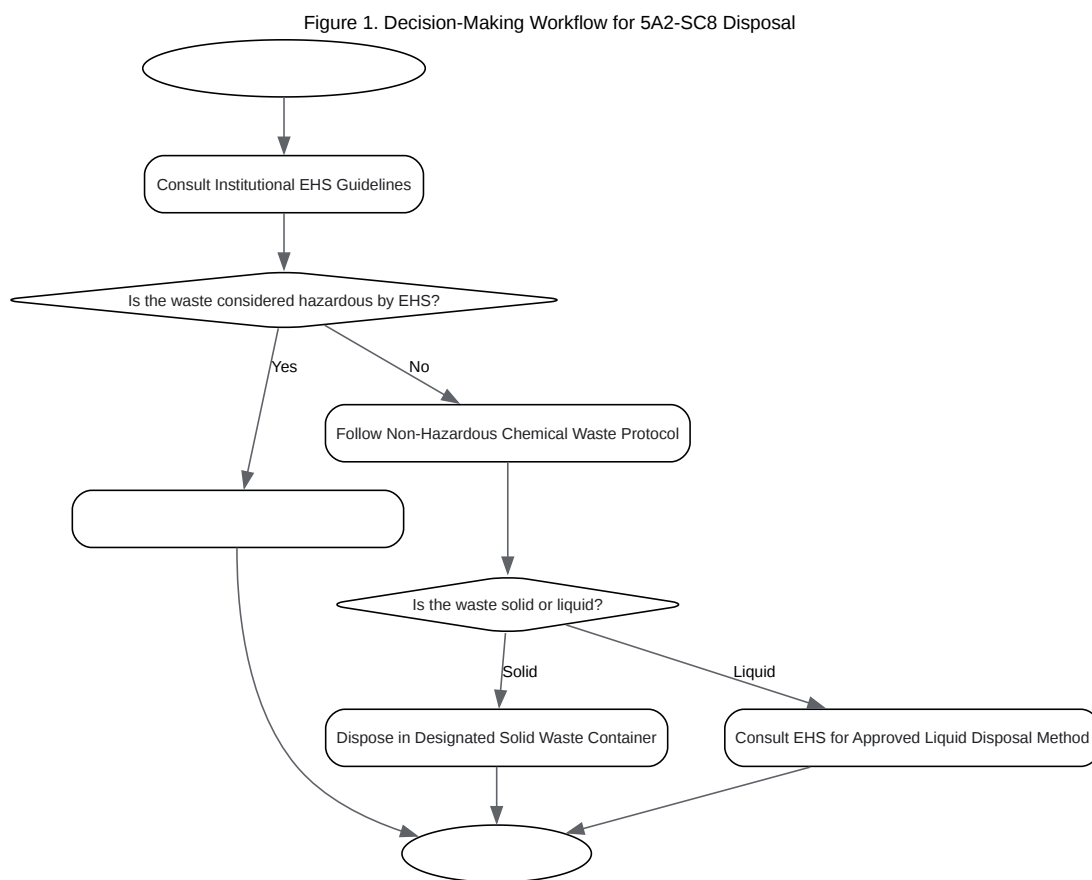 Figure 1. Decision-Making Workflow for 5A2-SC8 Disposal
Consult Institutional EHS Guidelines
Is the waste considered hazardous by EHS?
Yes
No
Follow Non-Hazardous Chemical Waste Protocol
Is the waste solid or liquid?
Solid
Liquid
Dispose in Designated Solid Waste Container
Consult EHS for Approved Liquid Disposal Method